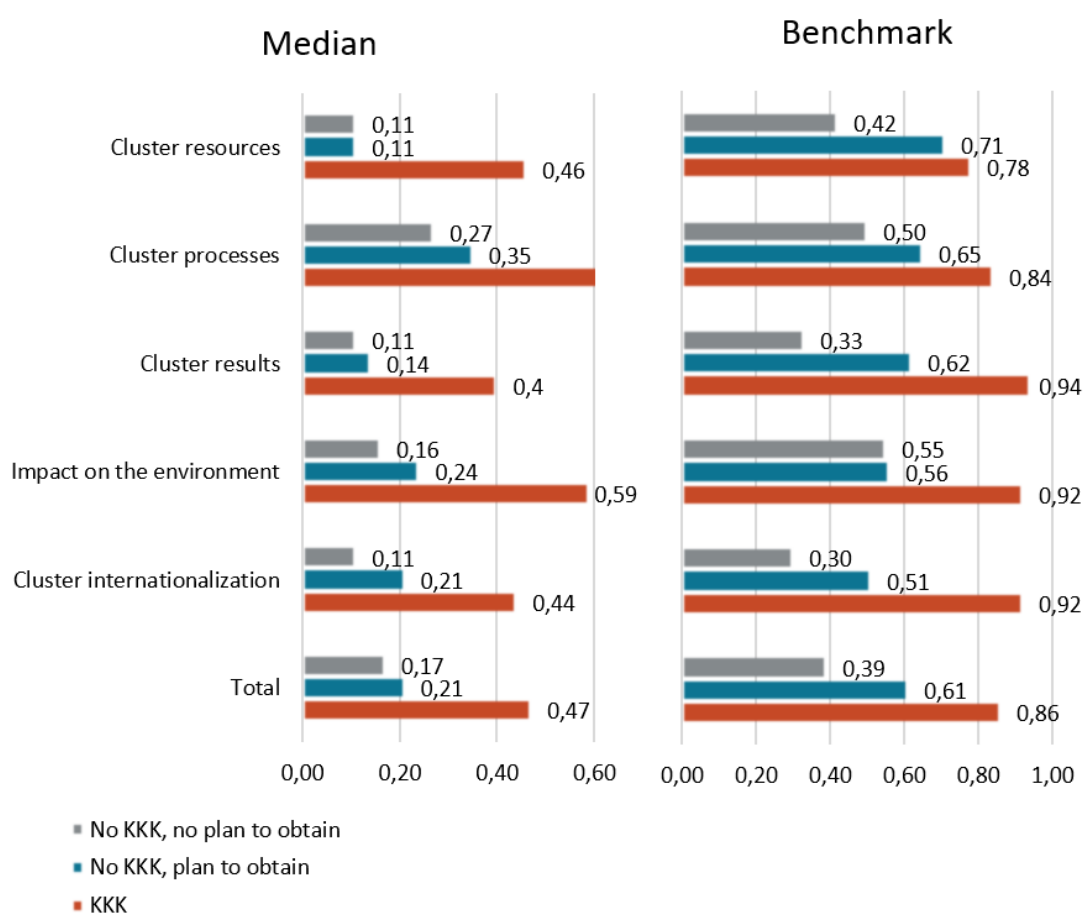 Median
Benchmark
Cluster resources
0,11
0,11
0,46
0,42
0,71
0,78
Cluster processes
0,27
0,35
0,50
0,65
0,84
Cluster results
0,11
0,14
0,4
0,33
0,62
0,94
Impact on the environment
0,16
0,24
0,59
0,55
0,56
0,92
Cluster internationalization
0,11
0,21
0,44
0,30
0,51
0,92
Total
0,17
0,21
0,47
0,39
0,61
0,86
0,00 0,20 0,40 0,60
0,00 0,20 0,40 0,60 0,80 1,00
No KKK, no plan to obtain
No KKK, plan to obtain
KKK